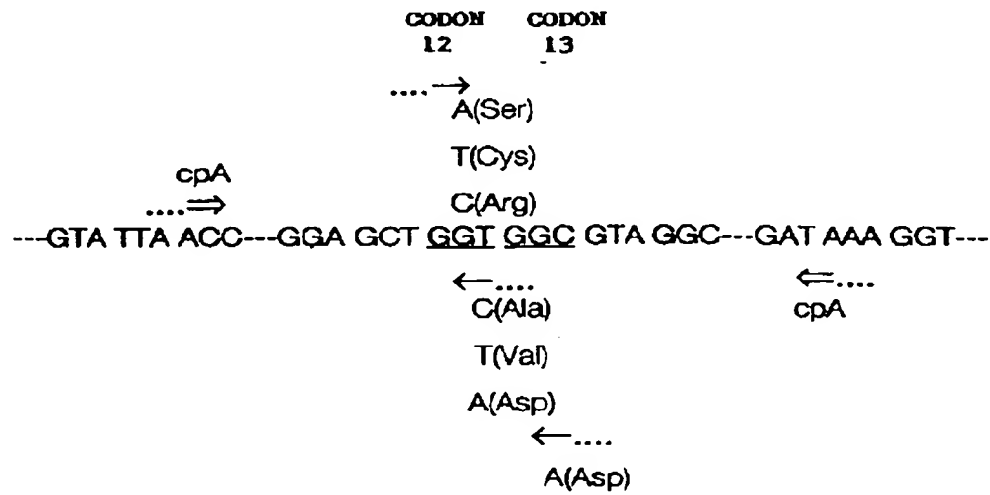 CODON CODON
12 13
.... →
A(Ser)
T(Cys)
cpA
C(Arg)
.... ⇒
---GTA TTA ACC---GGA GCT GGT GGC GTA GGC---GAT AAA GGT---
← ....
⇐ ....
C(Ala)
cpA
T(Val)
A(Asp)
← ....
A(Asp)